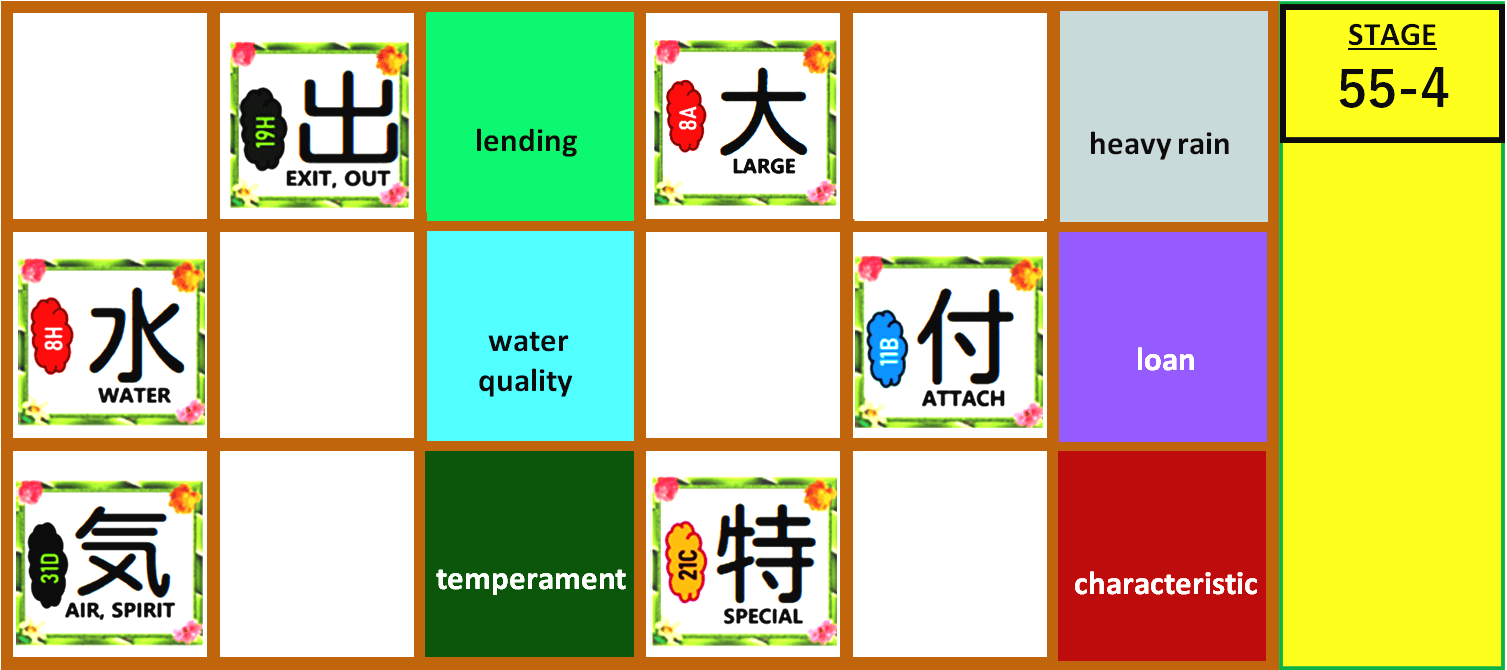 19H
出
EXIT, OUT
lending
8A
大
LARGE
heavy rain
STAGE
55-4
8H
水
WATER
water
quality
11B
付
ATTACH
loan
31D
気
AIR, SPIRIT
temperament
21C
特
SPECIAL
characteristic